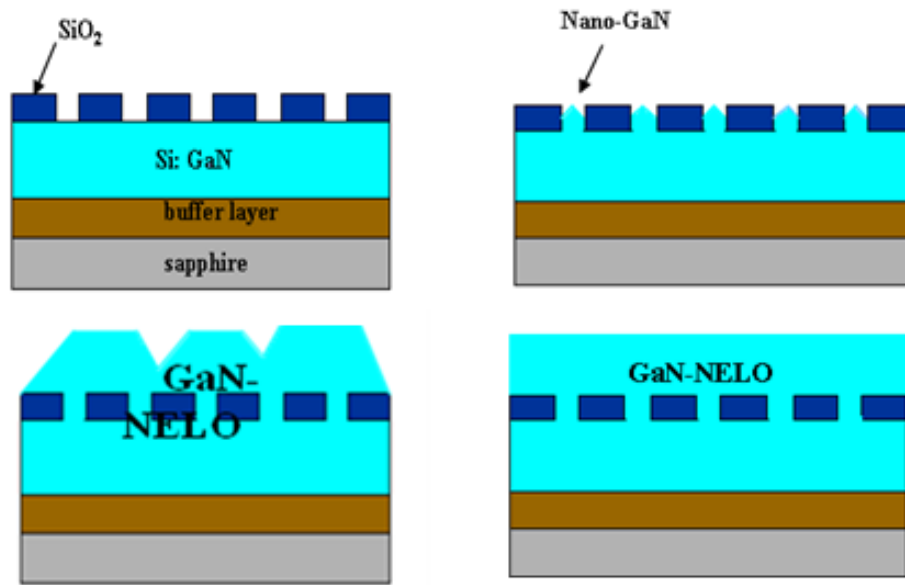 SiO₂
Nano-GaN
Si: GaN
buffer layer
sapphire
GaN-
NELO
GaN-NELO